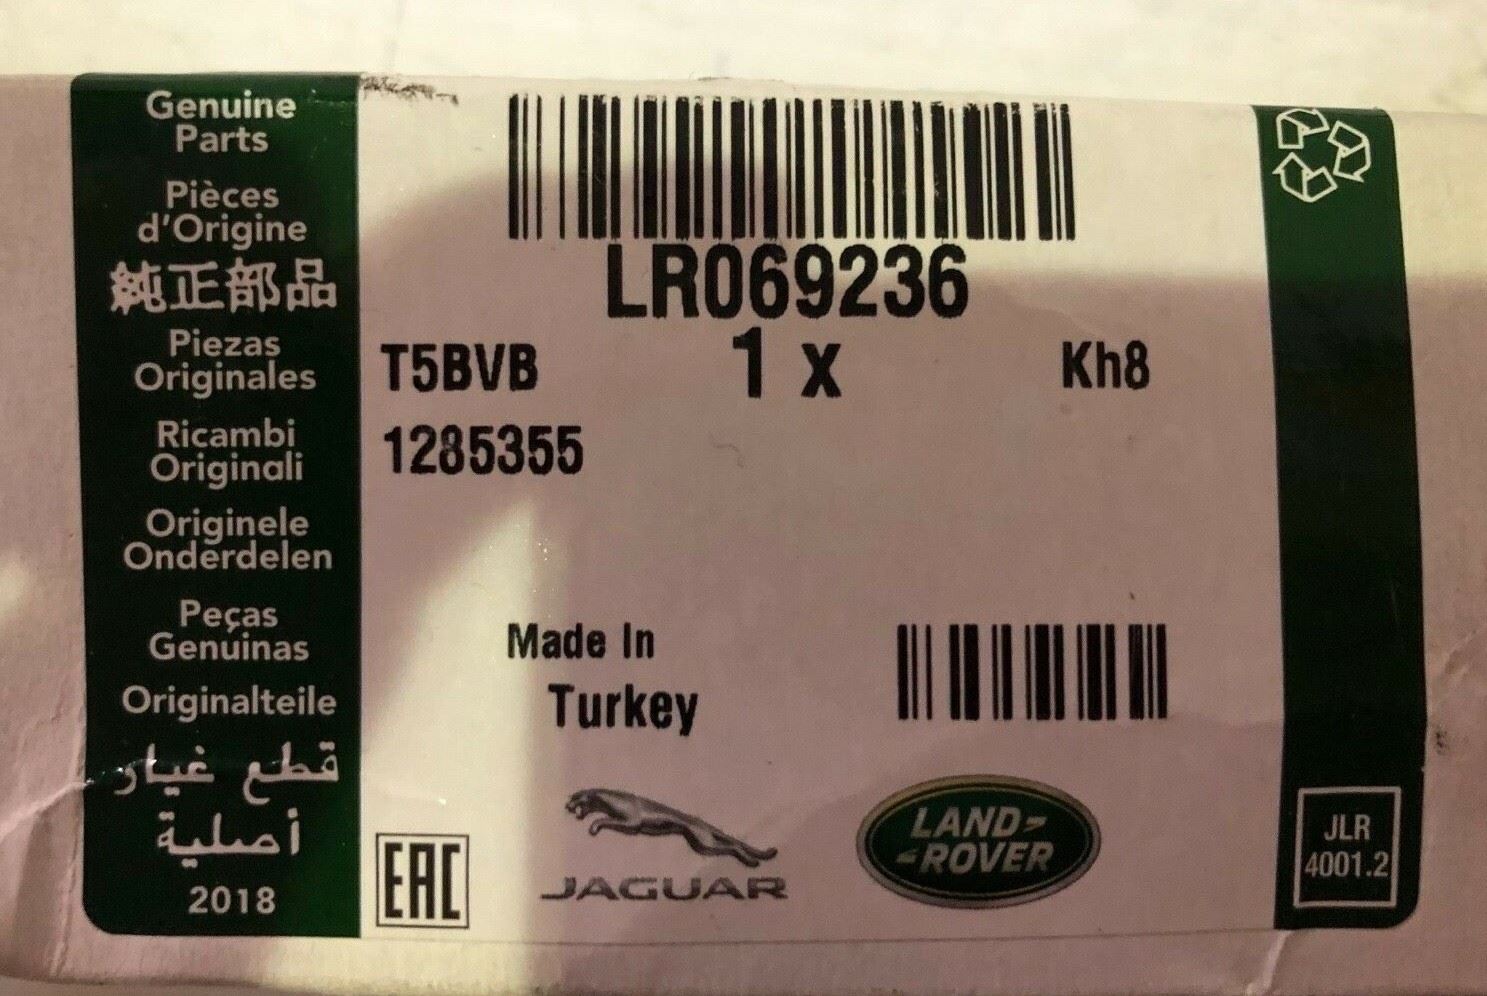 Genuine
Parts
Pièces
d'Origine
純正部品
Piezas
Originales
Ricambi
Originali
Originele
Onderdelen
Peças
Genuinas
Originalteile
قطع غيار
أصلية
2018
LR069236
T5BVB 1 x Kh8
1285355
Made In
Turkey
EAC
JAGUAR
LAND-
-ROVER
JLR
4001.2